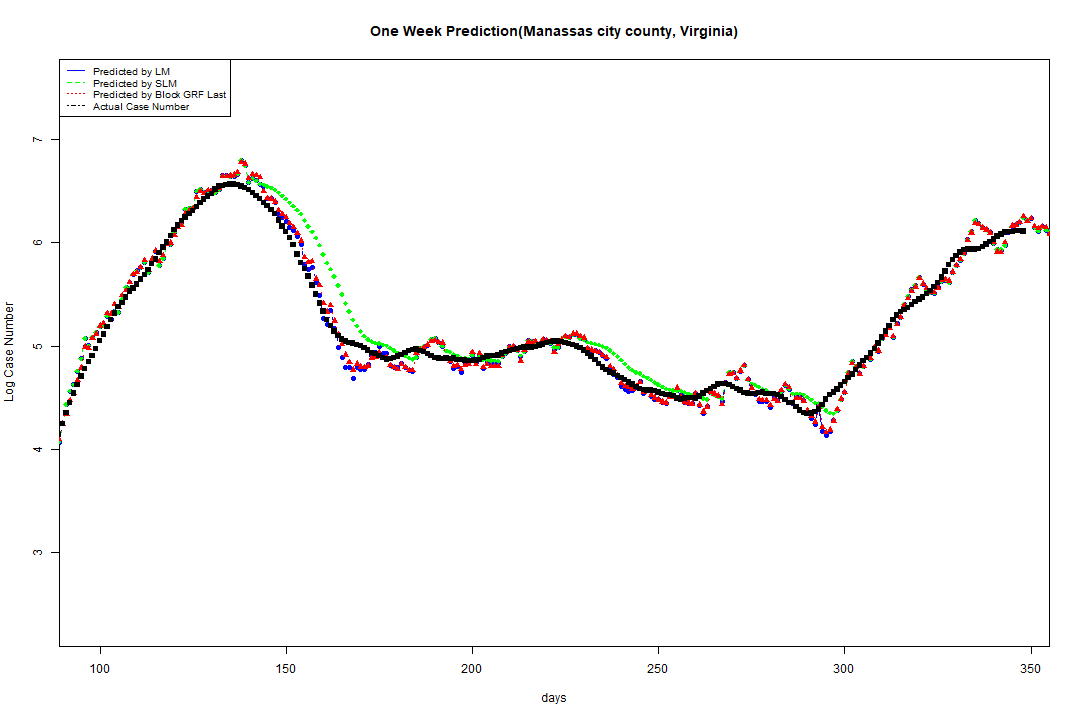 One Week Prediction(Manassas city county, Virginia)
Predicted by LM
Predicted by SLM
Predicted by Block GRF Last
Actual Case Number
7
6
5
4
3
Log Case Number
100 150 200 250 300 350
days